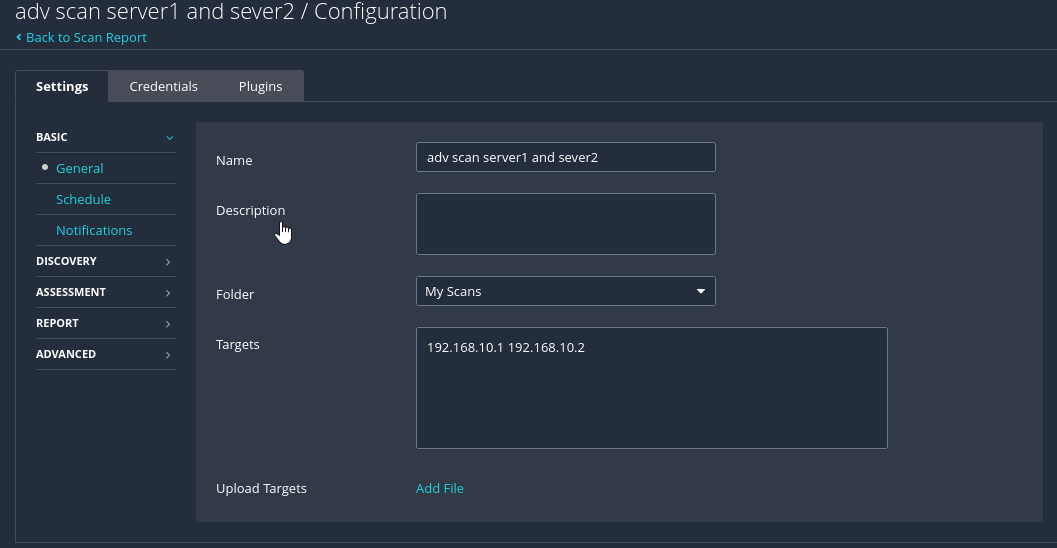 adv scan server1 and sever2 / Configuration
Back to Scan Report
Settings Credentials Plugins
BASIC
General
Schedule
Notifications
DISCOVERY
ASSESSMENT
REPORT
ADVANCED
Name adv scan server1 and sever2
Description
Folder My Scans
Targets 192.168.10.1 192.168.10.2
Upload Targets Add File